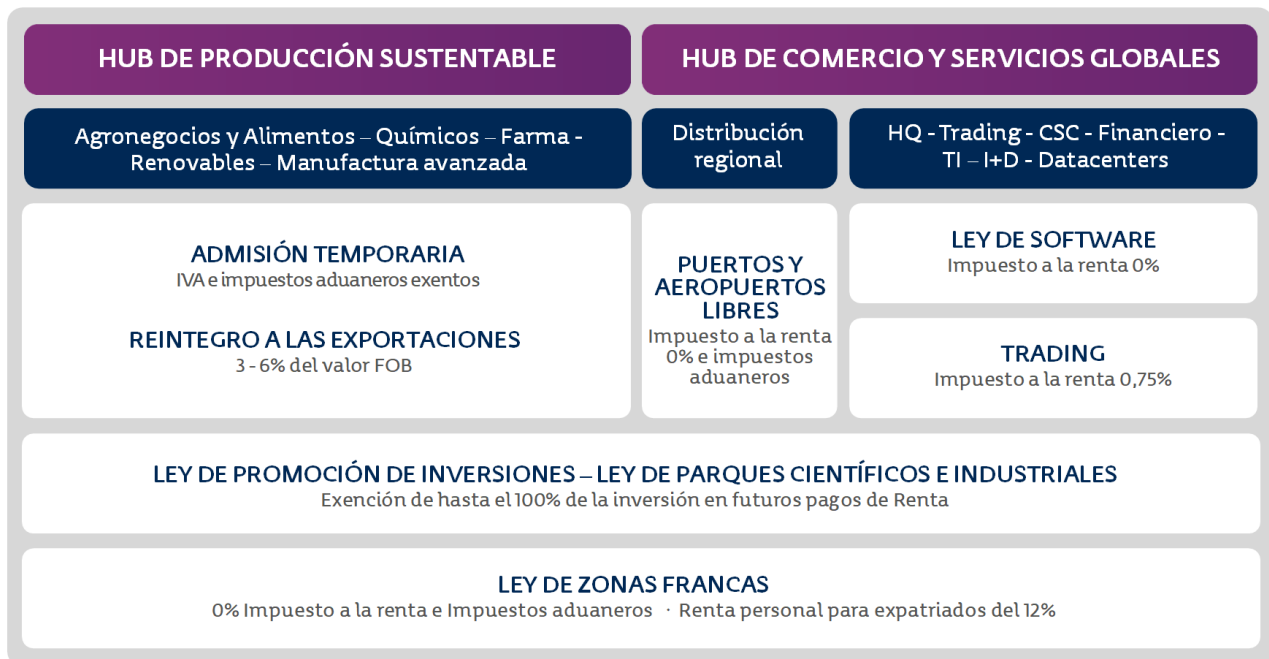 HUB DE PRODUCCIÓN SUSTENTABLE
HUB DE COMERCIO Y SERVICIOS GLOBALES
Agronegocios y Alimentos – Químicos – Farma -
Renovables – Manufactura avanzada
Distribución
regional
HQ - Trading - CSC - Financiero -
TI – I+D - Datacenters
ADMISIÓN TEMPORARIA
IVA e impuestos aduaneros exentos
REINTEGRO A LAS EXPORTACIONES
3 - 6% del valor FOB
PUERTOS Y
AEROPUERTOS
LIBRES
Impuesto a la renta
0% e impuestos
aduaneros
LEY DE SOFTWARE
Impuesto a la renta 0%
TRADING
Impuesto a la renta 0,75%
LEY DE PROMOCIÓN DE INVERSIONES – LEY DE PARQUES CIENTÍFICOS E INDUSTRIALES
Exención de hasta el 100% de la inversión en futuros pagos de Renta
LEY DE ZONAS FRANCAS
0% Impuesto a la renta e Impuestos aduaneros · Renta personal para expatriados del 12%